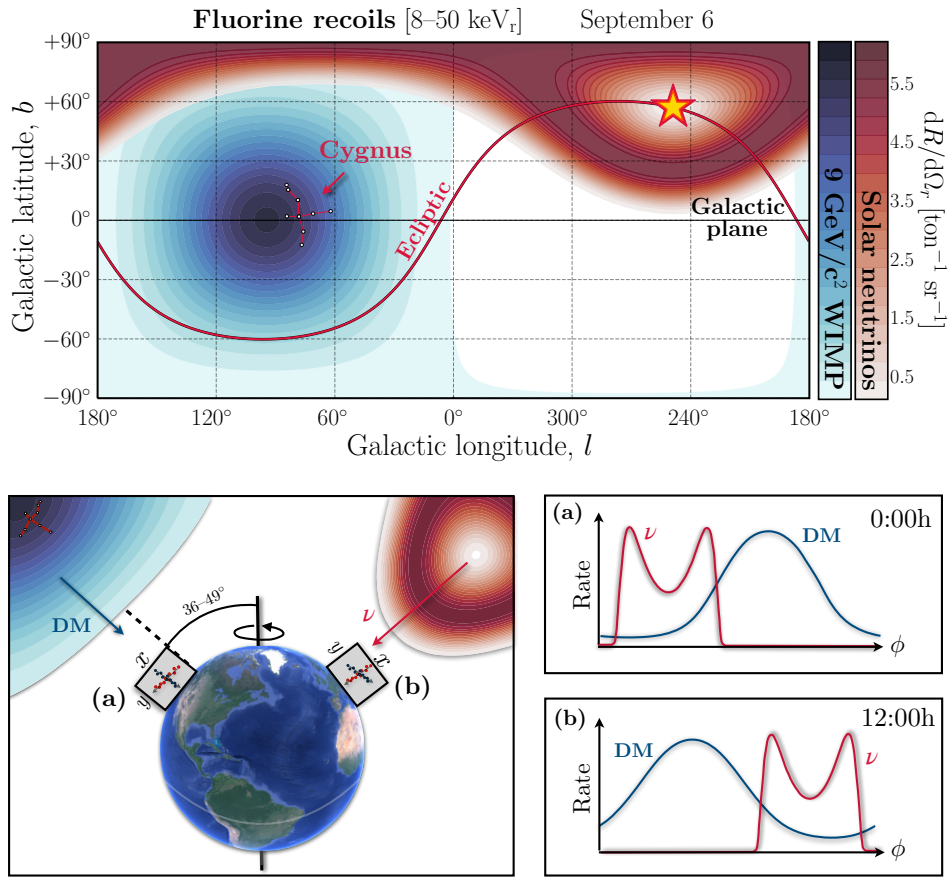 Fluorine recoils [8–50 keVᵣ] September 6
+90°
+60°
+30°
0°
−30°
−60°
−90°
Galactic latitude, b
Cygnus
Ecliptic
Galactic
plane
180°
120°
60°
0°
300°
240°
180°
Galactic longitude, l
9 GeV/c² WIMP
Solar neutrinos
5.5
4.5
3.5
2.5
1.5
0.5
dR/dΩᵣ [ton⁻¹ sr⁻¹]
36–49°
DM
ν
x
y
(a)
y
x
(b)
(a)
0:00h
ν
DM
Rate
ϕ
(b)
12:00h
DM
ν
Rate
ϕ